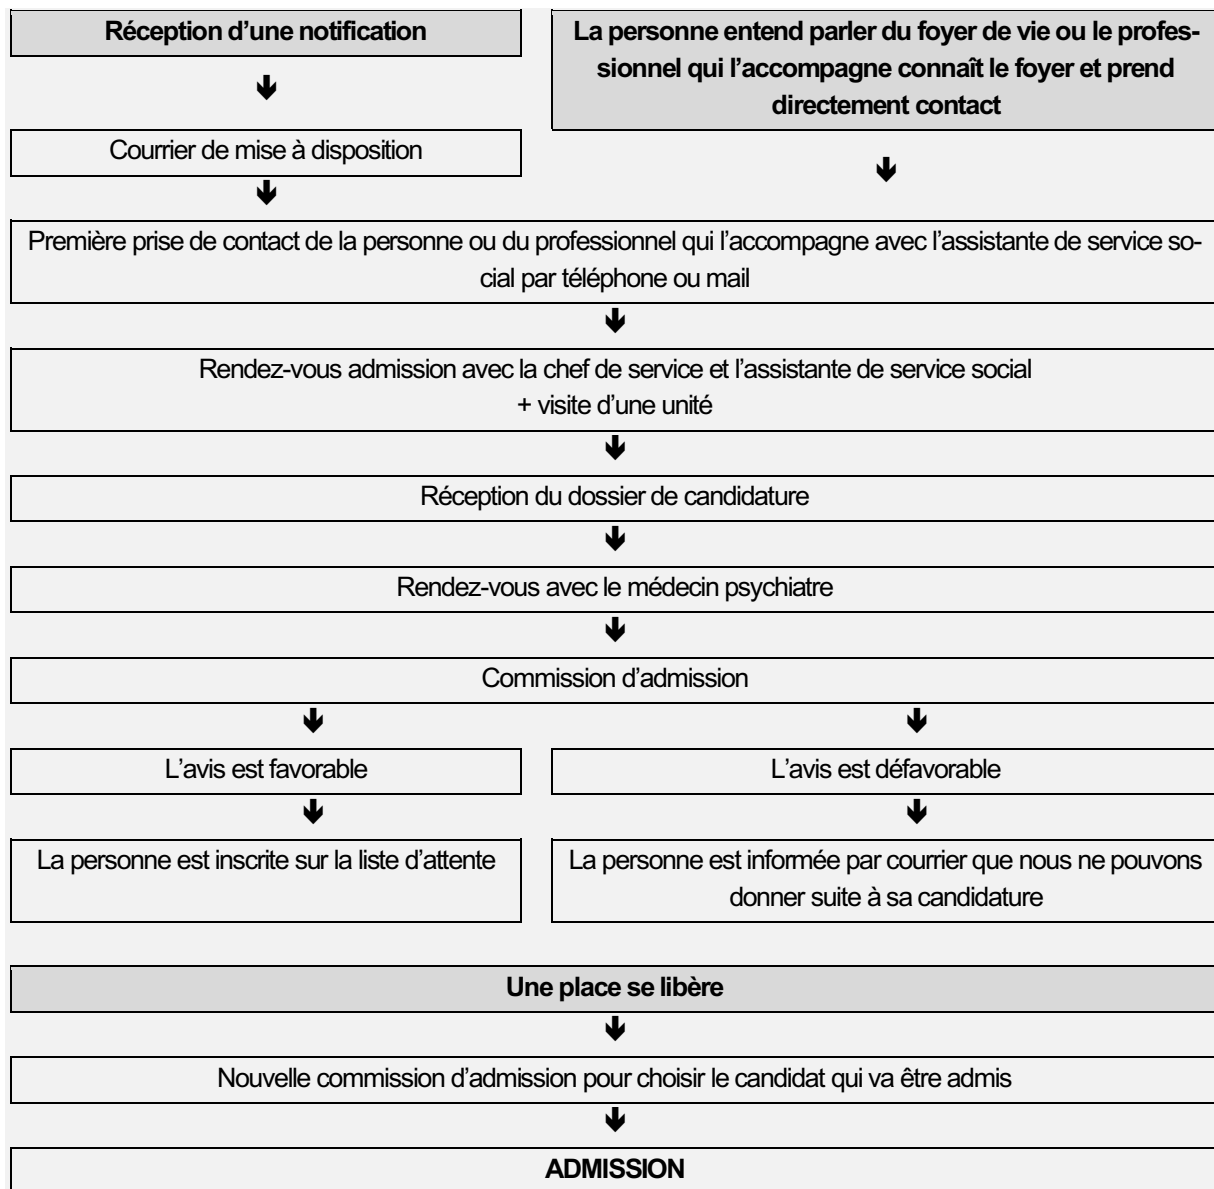 Réception d’une notification
La personne entend parler du foyer de vie ou le profes-
sionnel qui l’accompagne connaît le foyer et prend
directement contact
Courrier de mise à disposition
Première prise de contact de la personne ou du professionnel qui l’accompagne avec l’assistante de service so-
cial par téléphone ou mail
Rendez-vous admission avec la chef de service et l’assistante de service social
+ visite d’une unité
Réception du dossier de candidature
Rendez-vous avec le médecin psychiatre
Commission d’admission
L’avis est favorable
L’avis est défavorable
La personne est inscrite sur la liste d’attente
La personne est informée par courrier que nous ne pouvons
donner suite à sa candidature
Une place se libère
Nouvelle commission d’admission pour choisir le candidat qui va être admis
ADMISSION